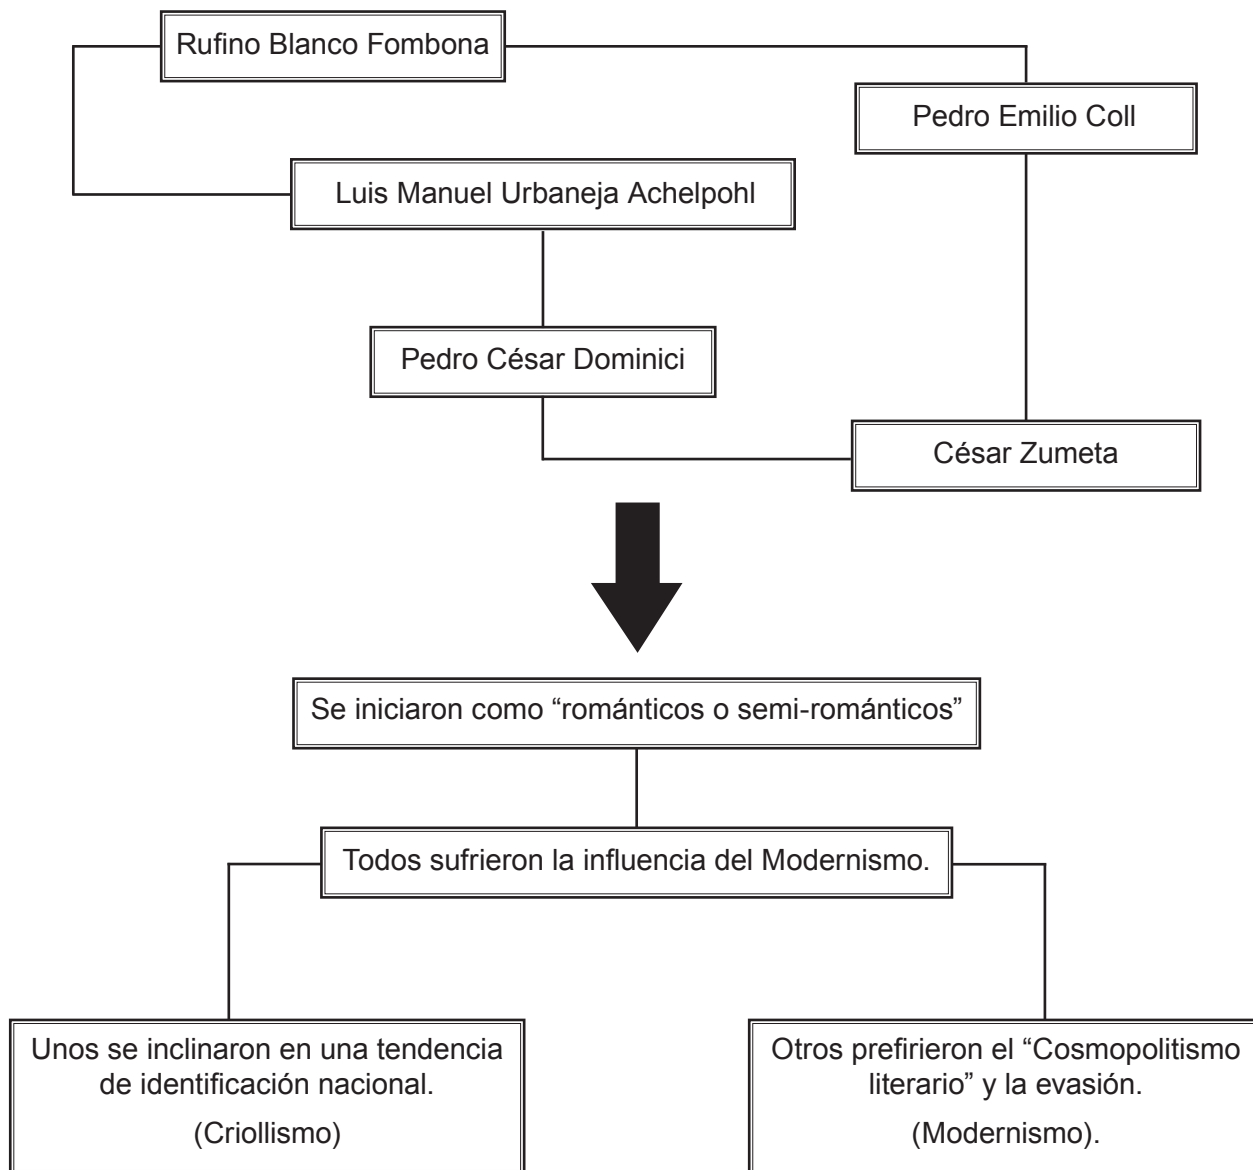 Rufino Blanco Fombona
Pedro Emilio Coll
Luis Manuel Urbaneja Achelpohl
Pedro César Dominici
César Zumeta
Se iniciaron como “románticos o semi-románticos”
Todos sufrieron la influencia del Modernismo.
Unos se inclinaron en una tendencia
de identificación nacional.
(Criollismo)
Otros prefirieron el “Cosmopolitismo
literario” y la evasión.
(Modernismo).